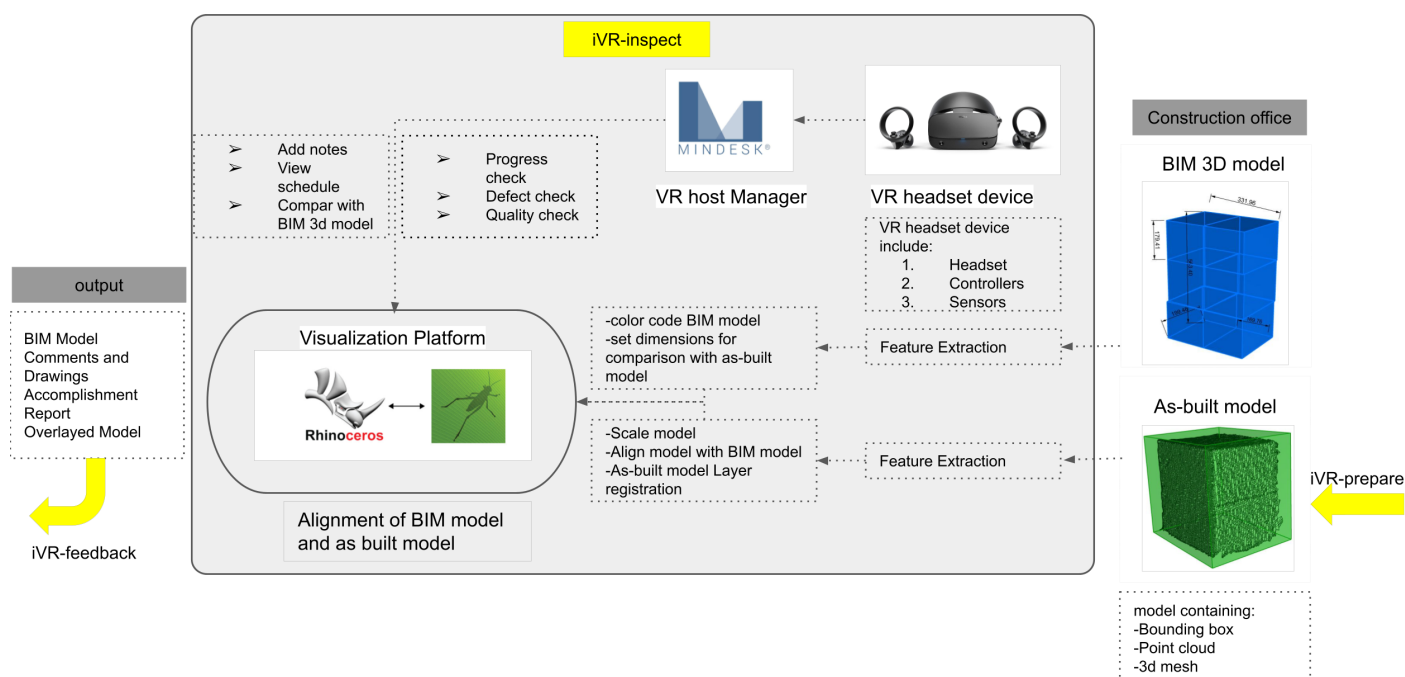 iVR-inspect
MINDESK®
VR host Manager
VR headset device
VR headset device
include:
1. Headset
2. Controllers
3. Sensors
➢ Add notes
➢ View
schedule
➢ Compar with
BIM 3d model
➢ Progress
check
➢ Defect check
➢ Quality check
output
BIM Model
Comments and
Drawings
Accomplishment
Report
Overlayed Model
iVR-feedback
Visualization Platform
Rhinoceros
Alignment of BIM model
and as built model
-color code BIM model
-set dimensions for
comparison with as-built
model
Feature Extraction
-Scale model
-Align model with BIM model
-As-built model Layer
registration
Feature Extraction
Construction office
BIM 3D model
331.96
179.41
As-built model
iVR-prepare
model containing:
-Bounding box
-Point cloud
-3d mesh